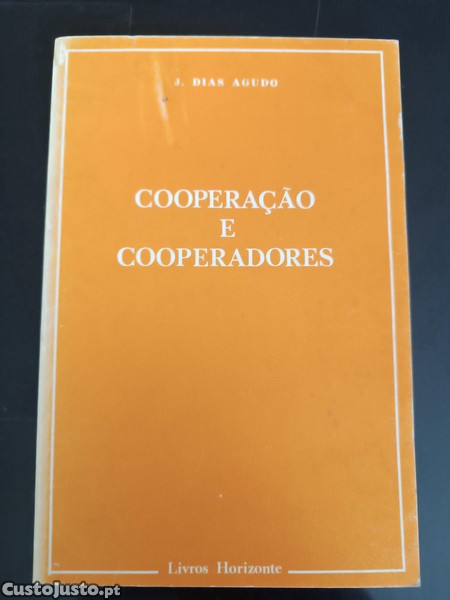 J. DIAS AGUDO
COOPERAÇÃO
E
COOPERADORES
Livros Horizonte
CustoJusto.pt